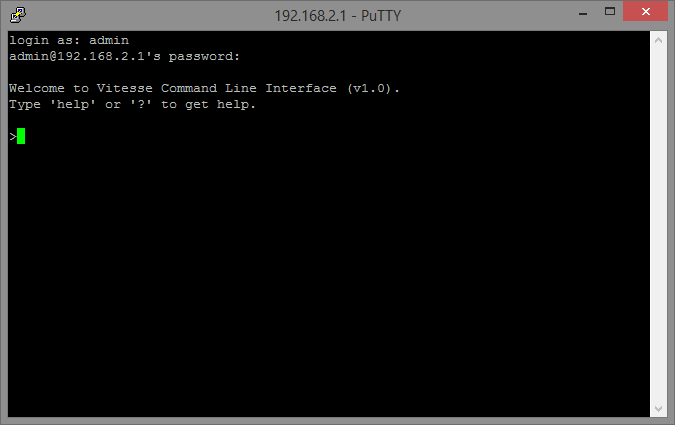 192.168.2.1 - PuTTY
login as: admin
admin@192.168.2.1's password:
Welcome to Vitesse Command Line Interface (v1.0).
Type 'help' or '?' to get help.
>